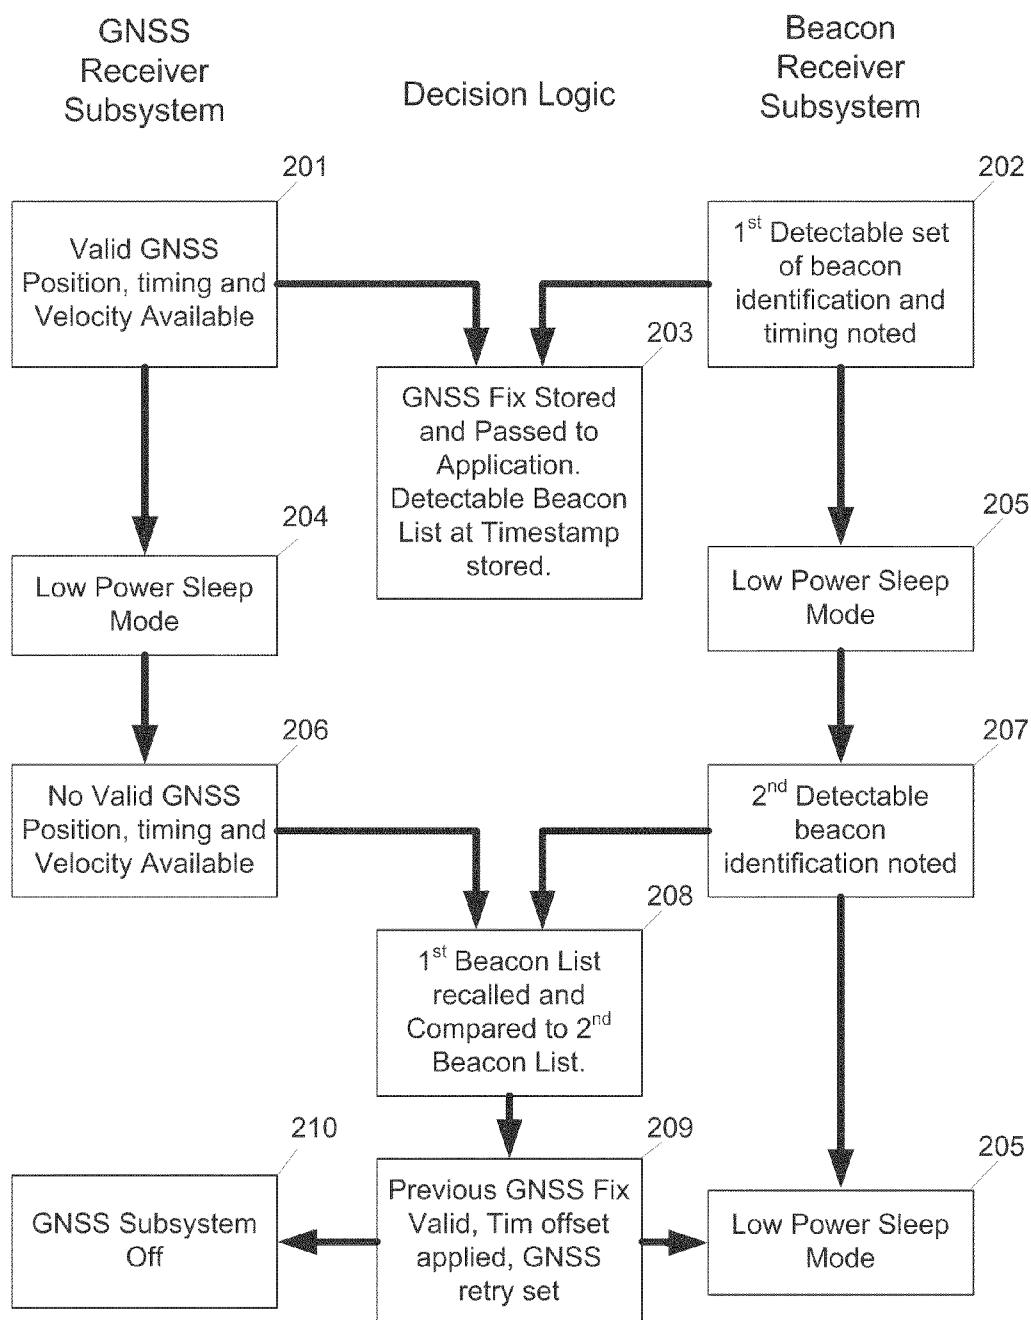 GNSS
Receiver
Subsystem
Decision Logic
Beacon
Receiver
Subsystem
201
Valid GNSS
Position, timing and
Velocity Available
202
1st Detectable set
of beacon
identification and
timing noted
203
GNSS Fix Stored
and Passed to
Application.
Detectable Beacon
List at Timestamp
stored.
204
Low Power Sleep
Mode
205
Low Power Sleep
Mode
206
No Valid GNSS
Position, timing and
Velocity Available
207
2nd Detectable
beacon
identification noted
208
1st Beacon List
recalled and
Compared to 2nd
Beacon List.
210
GNSS Subsystem
Off
209
Previous GNSS Fix
Valid, Tim offset
applied, GNSS
retry set
205
Low Power Sleep
Mode